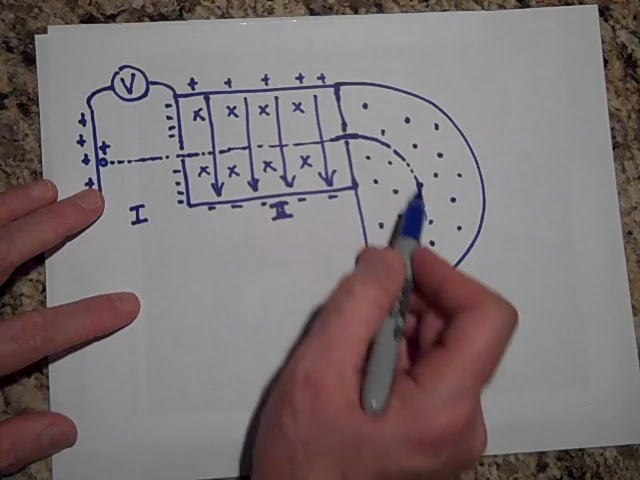 V
+ + + + +
x x x x
x x x x
I
II